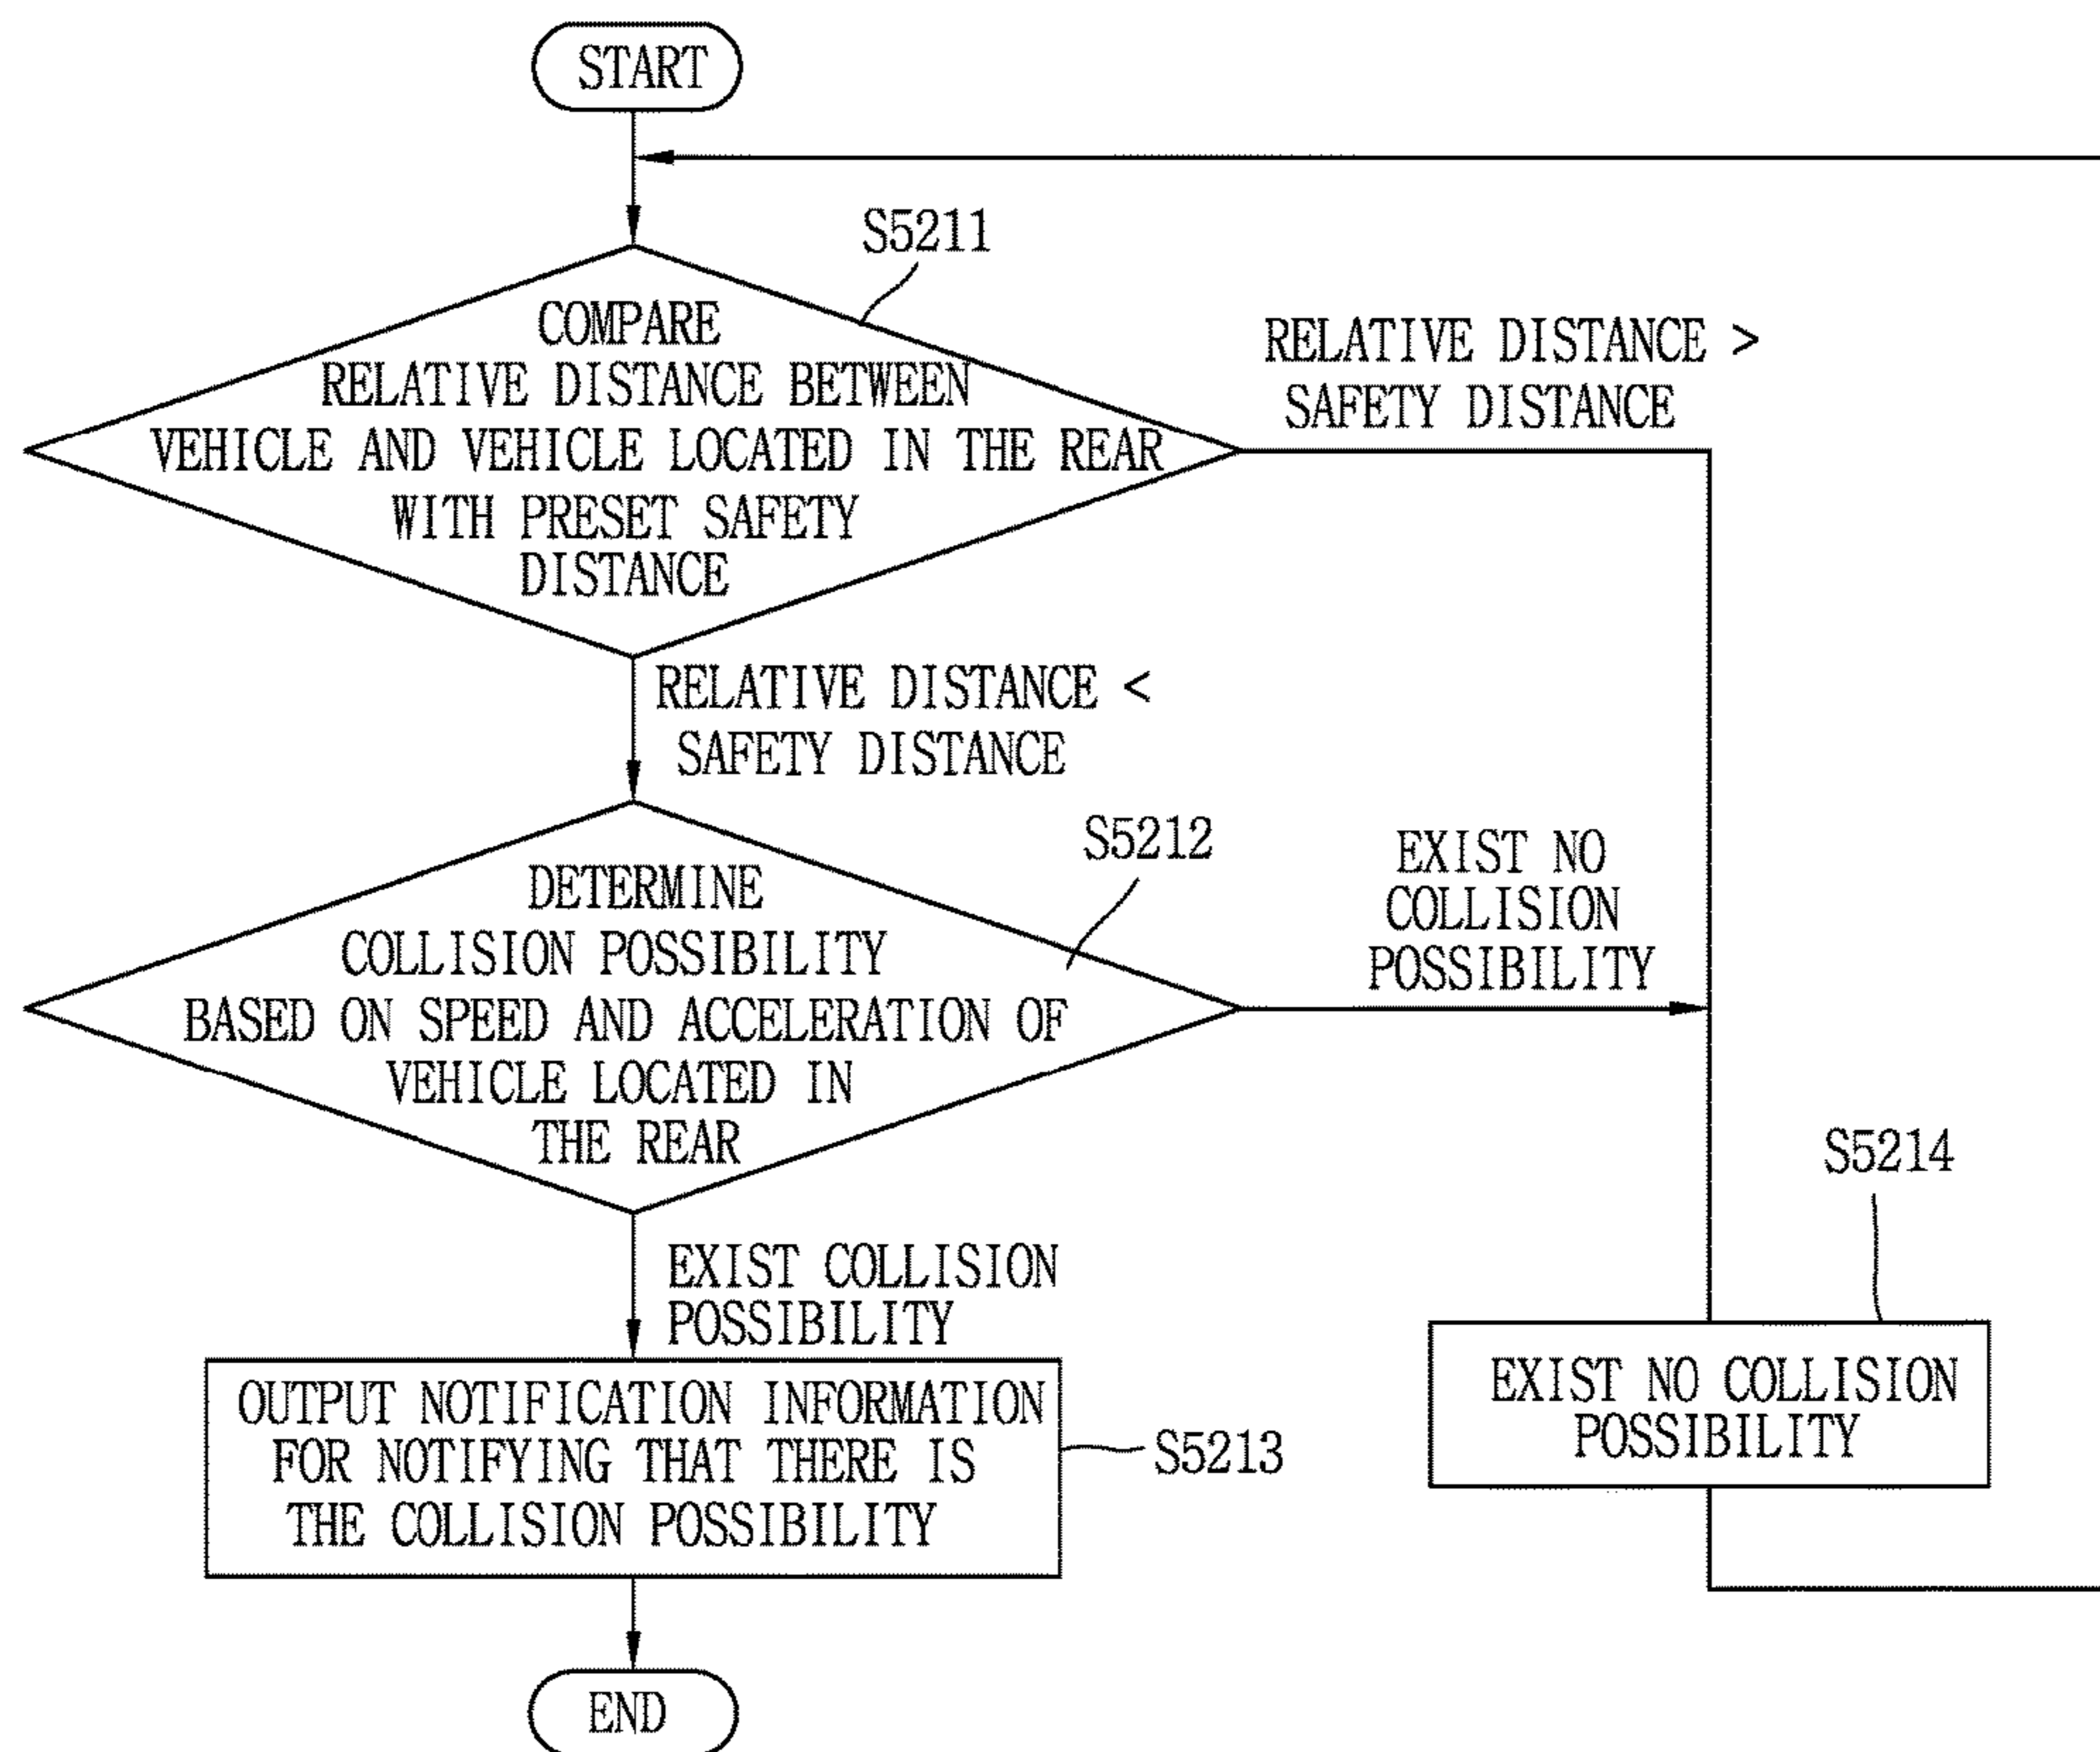 START
S5211
COMPARE
RELATIVE DISTANCE BETWEEN
VEHICLE AND VEHICLE LOCATED IN THE REAR
WITH PRESET SAFETY
DISTANCE
RELATIVE DISTANCE >
SAFETY DISTANCE
RELATIVE DISTANCE <
SAFETY DISTANCE
S5212
DETERMINE
COLLISION POSSIBILITY
BASED ON SPEED AND ACCELERATION OF
VEHICLE LOCATED IN
THE REAR
EXIST NO
COLLISION
POSSIBILITY
EXIST COLLISION
POSSIBILITY
S5214
EXIST NO COLLISION
POSSIBILITY
OUTPUT NOTIFICATION INFORMATION
FOR NOTIFYING THAT THERE IS
THE COLLISION POSSIBILITY
S5213
END